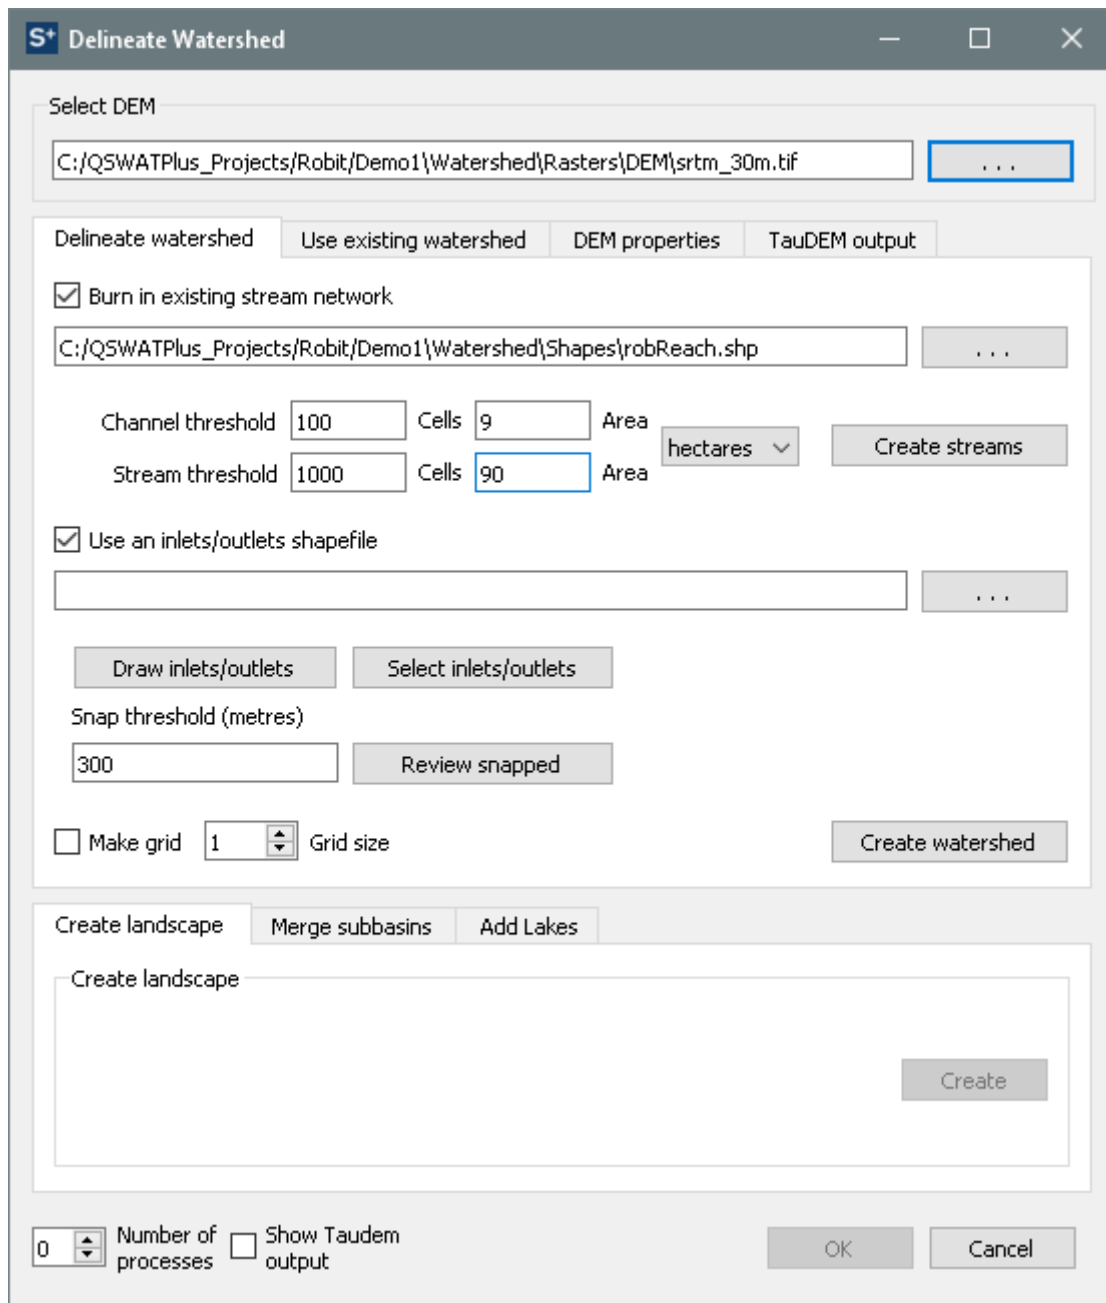 S+ Delineate Watershed
Select DEM
C:/QSWATPlus_Projects/Robit/Demo1\Watershed\Rasters\DEM\srtm_30m.tif . . .
Delineate watershed Use existing watershed DEM properties TauDEM output
Burn in existing stream network
C:/QSWATPlus_Projects/Robit/Demo1\Watershed\Shapes\robReach.shp . . .
Channel threshold 100 Cells 9 Area
hectares Create streams
Stream threshold 1000 Cells 90 Area
Use an inlets/outlets shapefile
. . .
Draw inlets/outlets Select inlets/outlets
Snap threshold (metres)
300 Review snapped
Make grid 1 Grid size Create watershed
Create landscape Merge subbasins Add Lakes
Create landscape
Create
0 Number of processes Show Taudem output OK Cancel